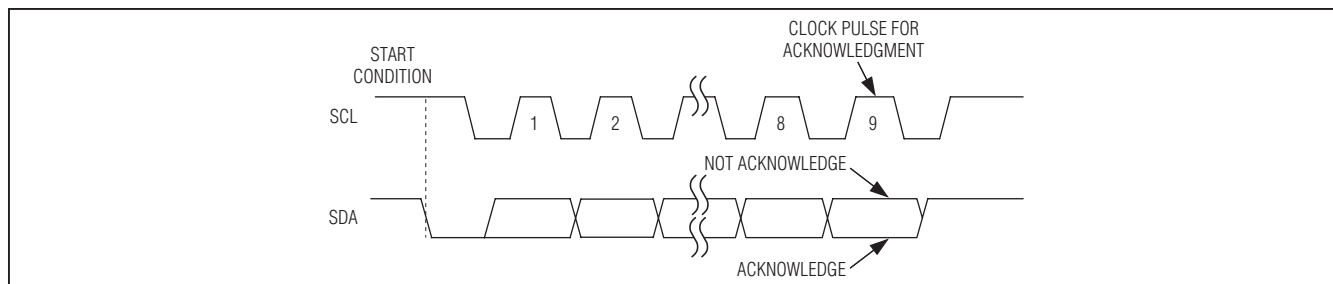 CLOCK PULSE FOR
ACKNOWLEDGMENT
START
CONDITION
SCL
1
2
8
9
NOT ACKNOWLEDGE
SDA
ACKNOWLEDGE